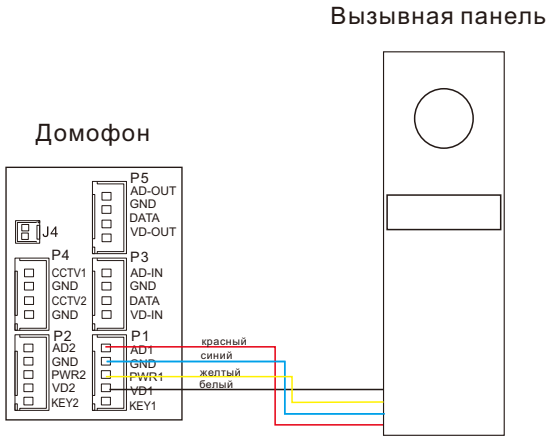 Вызывная панель
Домофон
P5
AD-OUT
GND
DATA
VD-OUT
J4
P4
CCTV1
GND
CCTV2
GND
P3
AD-IN
GND
DATA
VD-IN
P2
AD2
GND
PWR2
VD2
KEY2
P1
AD1
GND
PWR1
VD1
KEY1
красный
синий
желтый
белый